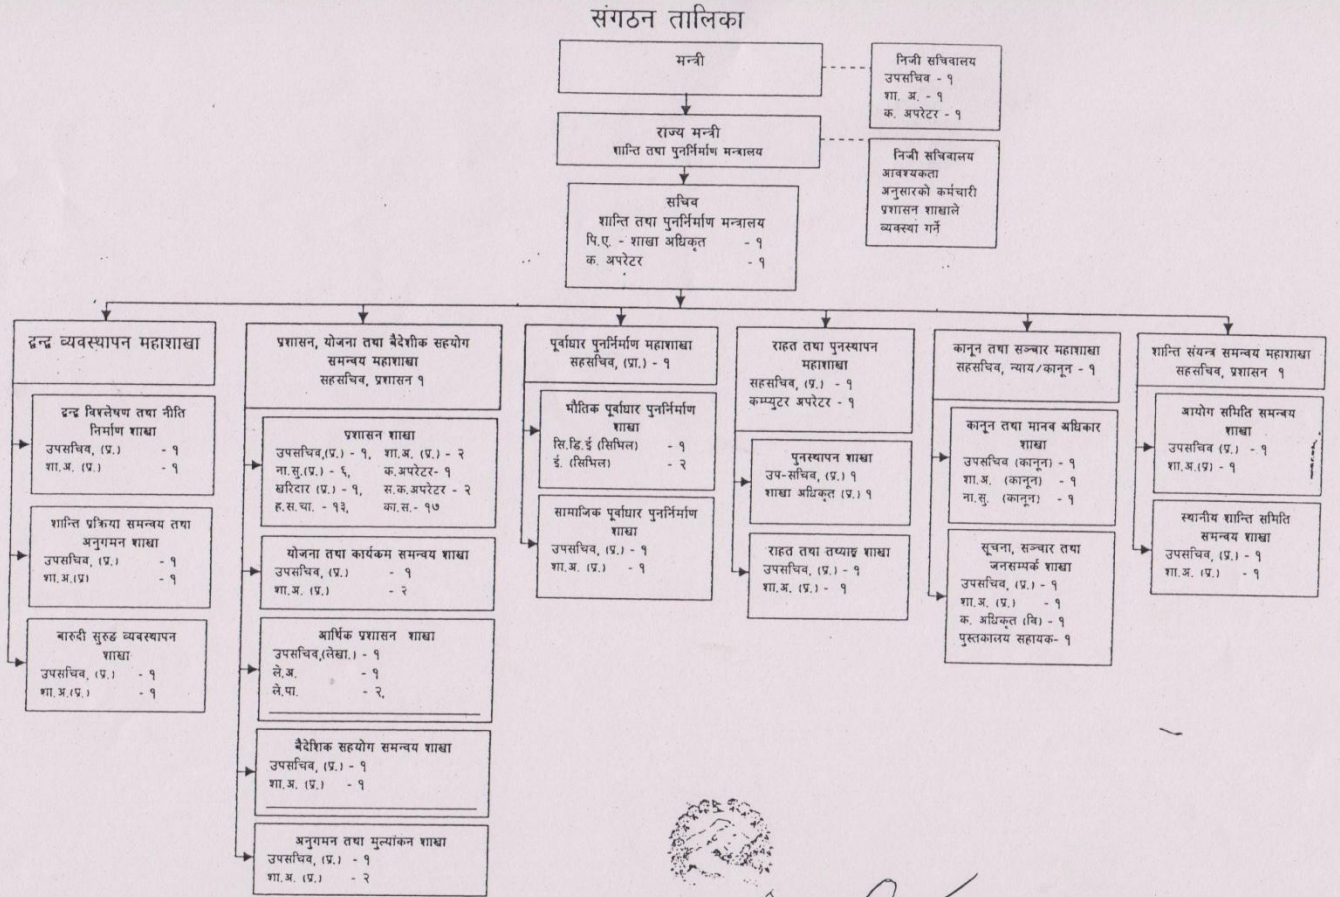 संगठन तालिका
मन्त्री
निजी सचिवालय
उपसचिव - १
शा. अ. - १
क. अपरेटर - १
राज्य मन्त्री
शान्ति तथा पुनर्निर्माण मन्त्रालय
निजी सचिवालय
आवश्यकता
अनुसारको कर्मचारी
प्रशासन शाखाले
व्यवस्था गर्ने
सचिव
शान्ति तथा पुनर्निर्माण मन्त्रालय
पि.ए. - शाखा अधिकृत - १
क. अपरेटर - १
द्वन्द्व व्यवस्थापन महाशाखा
द्वन्द्व विश्लेषण तथा नीति
निर्माण शाखा
उपसचिव, (प्र.) - १
शा.अ. (प्र.) - १
शान्ति प्रक्रिया समन्वय तथा
अनुगमन शाखा
उपसचिव, (प्र.) - १
शा.अ.(प्र) - १
बारुदी सुरुङ व्यवस्थापन
शाखा
उपसचिव, (प्र.) - १
शा.अ.(प्र.) - १
प्रशासन, योजना तथा बैदेशीक सहयोग
समन्वय महाशाखा
सहसचिव, प्रशासन १
प्रशासन शाखा
उपसचिव,(प्र.) - १, शा.अ. (प्र.) - २
ना.सु.(प्र.) - ६, क.अपरेटर- १
खरिदार (प्र.) - १, स.क.अपरेटर - २
ह.स.चा. - १३, का.स.- १७
योजना तथा कार्यकम समन्वय शाखा
उपसचिव, (प्र.) - १
शा.अ. (प्र.) - २
आर्थिक प्रशासन शाखा
उपसचिव,(लेखा.) - १
ले.अ. - १
ले.पा. - २,
बैदेशिक सहयोग समन्वय शाखा
उपसचिव, (प्र.) - १
शा.अ. (प्र.) - १
अनुगमन तथा मुल्यांकन शाखा
उपसचिव, (प्र.) - १
शा.अ. (प्र.) - २
पूर्वाधार पुनर्निर्माण महाशाखा
सहसचिव, (प्रा.) - १
भौतिक पूर्वाधार पुनर्निर्माण
शाखा
सि.डि.ई (सिभिल) - १
ई. (सिभिल) - २
सामाजिक पूर्वाधार पुनर्निर्माण
शाखा
उपसचिव, (प्र.) - १
शा.अ. (प्र.) - १
राहत तथा पुनस्थापन
महाशाखा
सहसचिव, (प्र.) - १
कम्प्युटर अपरेटर - १
पुनस्थापन शाखा
उप-सचिव, (प्र.) १
शाखा अधिकृत (प्र.) १
राहत तथा तथ्याङ्क शाखा
उपसचिव, (प्र.) - १
शा.अ. (प्र.) - १
कानून तथा सञ्चार महाशाखा
सहसचिव, न्याय/कानून - १
कानून तथा मानव अधिकार
शाखा
उपसचिव (कानून) - १
शा.अ. (कानून) - १
ना.सु. (कानून) - १
सूचना, सञ्चार तथा
जनसम्पर्क शाखा
उपसचिव, (प्र.) - १
शा.अ. (प्र.) - १
क. अधिकृत (वि) - १
पुस्तकालय सहायक- १
शान्ति संयन्त्र समन्वय महाशाखा
सहसचिव, प्रशासन १
आयोग समिति समन्वय
शाखा
उपसचिव (प्र.) - १
शा.अ.(प्र) - १
स्थानीय शान्ति समिति
समन्वय शाखा
उपसचिव, (प्र.) - १
शा.अ. (प्र.) - १